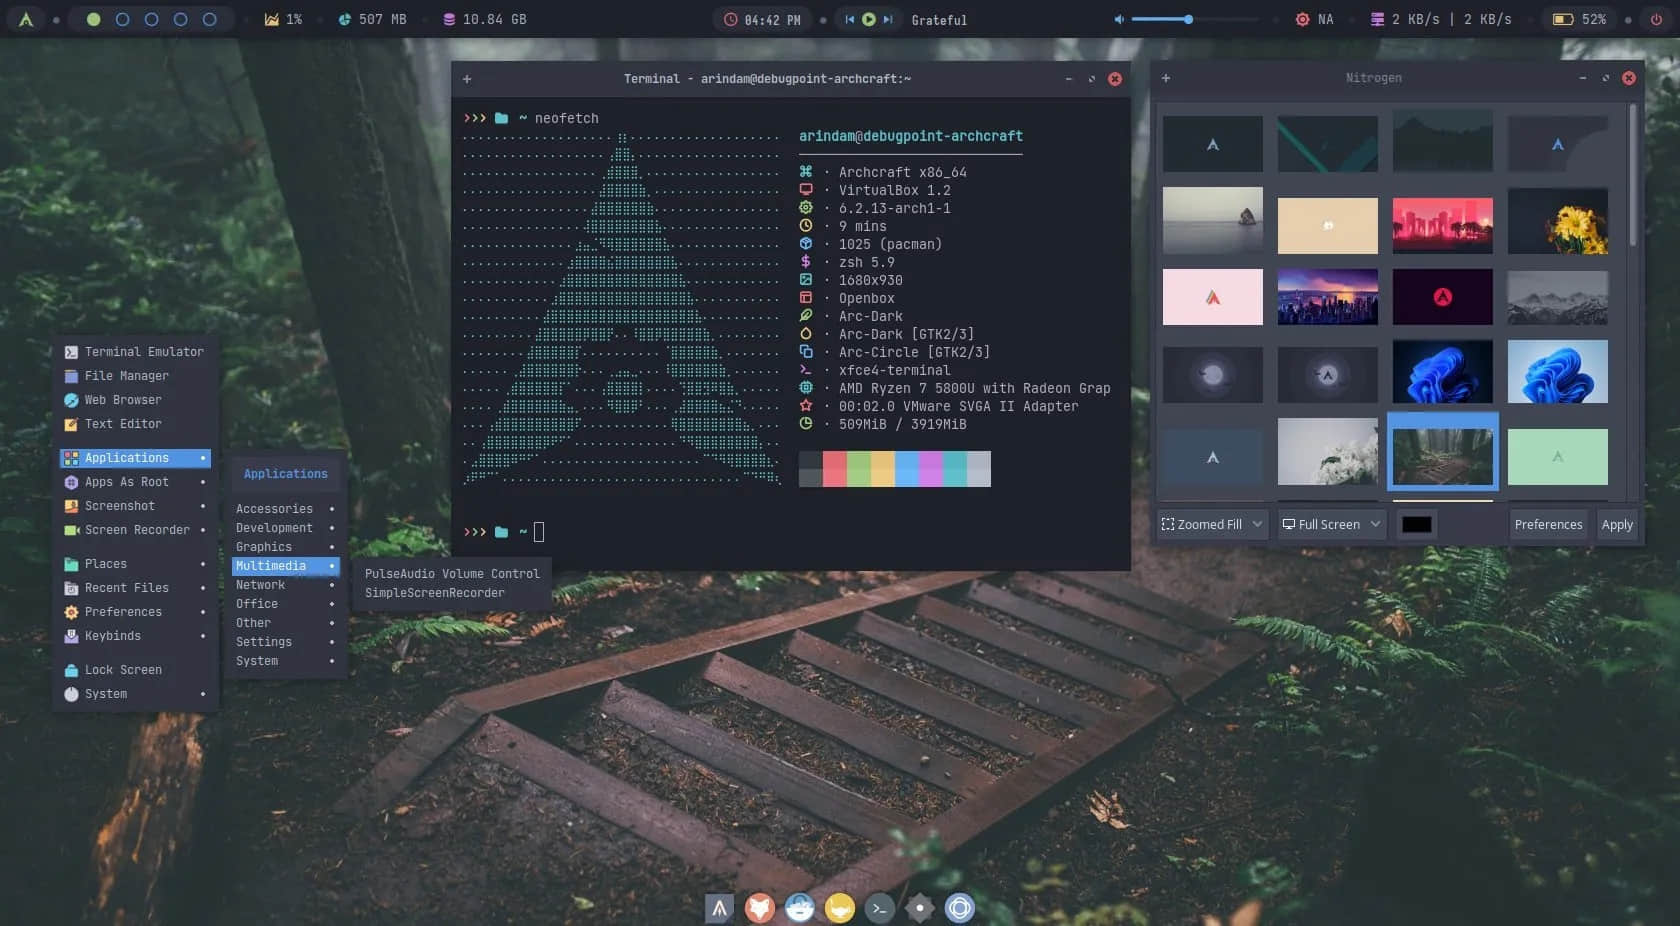 1%
507 MB
10.84 GB
04:42 PM
Grateful
NA
2 KB/s | 2 KB/s
52%
Terminal - arindam@debugpoint-archcraft:~
>>> ~ neofetch
arindam@debugpoint-archcraft
· Archcraft x86_64
· VirtualBox 1.2
· 6.2.13-arch1-1
· 9 mins
· 1025 (pacman)
· zsh 5.9
· 1680x930
· Openbox
· Arc-Dark
· Arc-Dark [GTK2/3]
· Arc-Circle [GTK2/3]
· xfce4-terminal
· AMD Ryzen 7 5800U with Radeon Grap
· 00:02.0 VMware SVGA II Adapter
· 509MiB / 3919MiB
>>> ~
Nitrogen
Zoomed Fill
Full Screen
Preferences
Apply
Terminal Emulator
File Manager
Web Browser
Text Editor
Applications
Apps As Root
Screenshot
Screen Recorder
Places
Recent Files
Preferences
Keybinds
Lock Screen
System
Applications
Accessories
Development
Graphics
Multimedia
Network
Office
Other
Settings
System
PulseAudio Volume Control
SimpleScreenRecorder